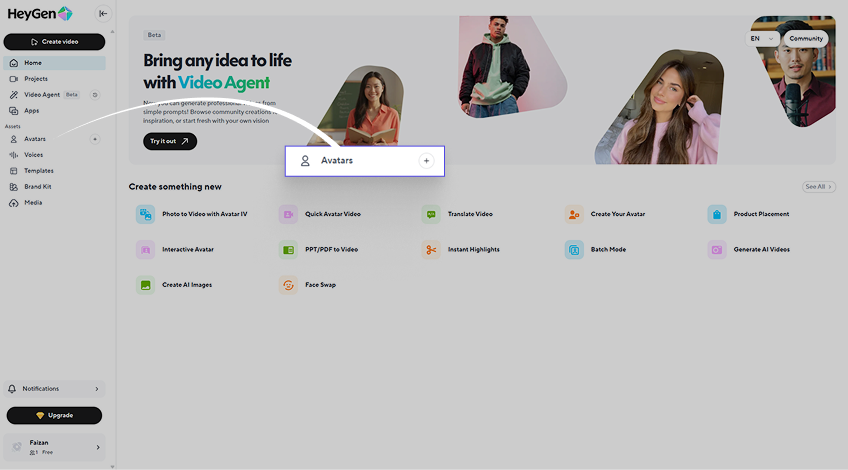 HeyGen
Create video
Home
Projects
Video Agent Beta
Apps
Assets
Avatars
Voices
Templates
Brand Kit
Media
Notifications
Upgrade
Faizan
1 Free
Beta
Bring any idea to life
with Video Agent
Now you can generate professional from
simple prompts! Browse community creations
inspiration, or start fresh with your own vision
Try it out
EN
Community
Avatars
Create something new
See All
Photo to Video with Avatar IV
Quick Avatar Video
Translate Video
Create Your Avatar
Product Placement
Interactive Avatar
PPT/PDF to Video
Instant Highlights
Batch Mode
Generate AI Videos
Create AI Images
Face Swap